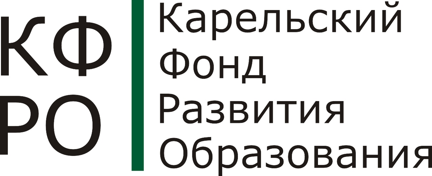 КФ
РО
Карельский
Фонд
Развития
Образования